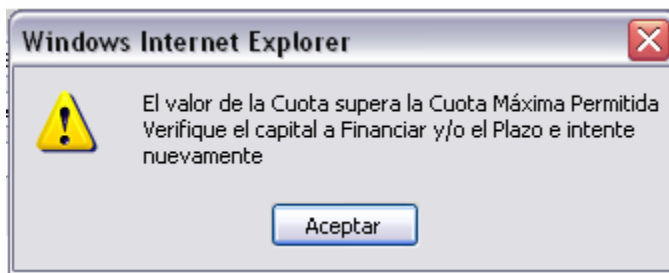 Windows Internet Explorer
El valor de la Cuota supera la Cuota Máxima Permitida
Verifique el capital a Financiar y/o el Plazo e intente
nuevamente
Aceptar